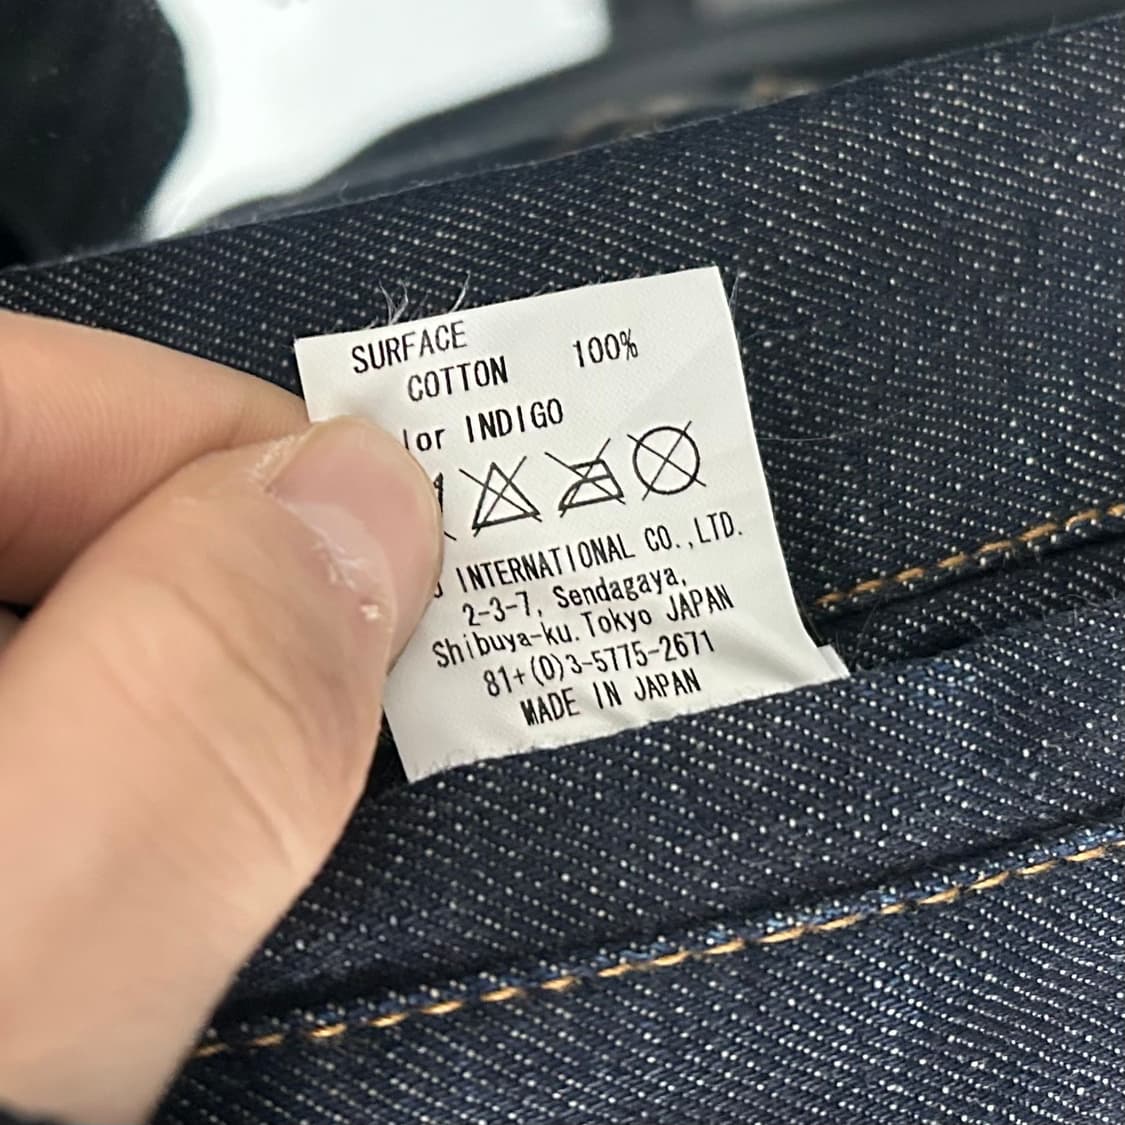 SURFACE
COTTON 100%
lor INDIGO
INTERNATIONAL CO.,LTD.
2-3-7, Sendagaya,
Shibuya-ku.Tokyo JAPAN
81+(0)3-5775-2671
MADE IN JAPAN